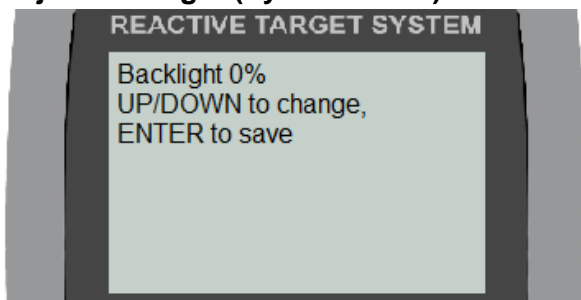 REACTIVE TARGET SYSTEM
Backlight 0%
UP/DOWN to change,
ENTER to save